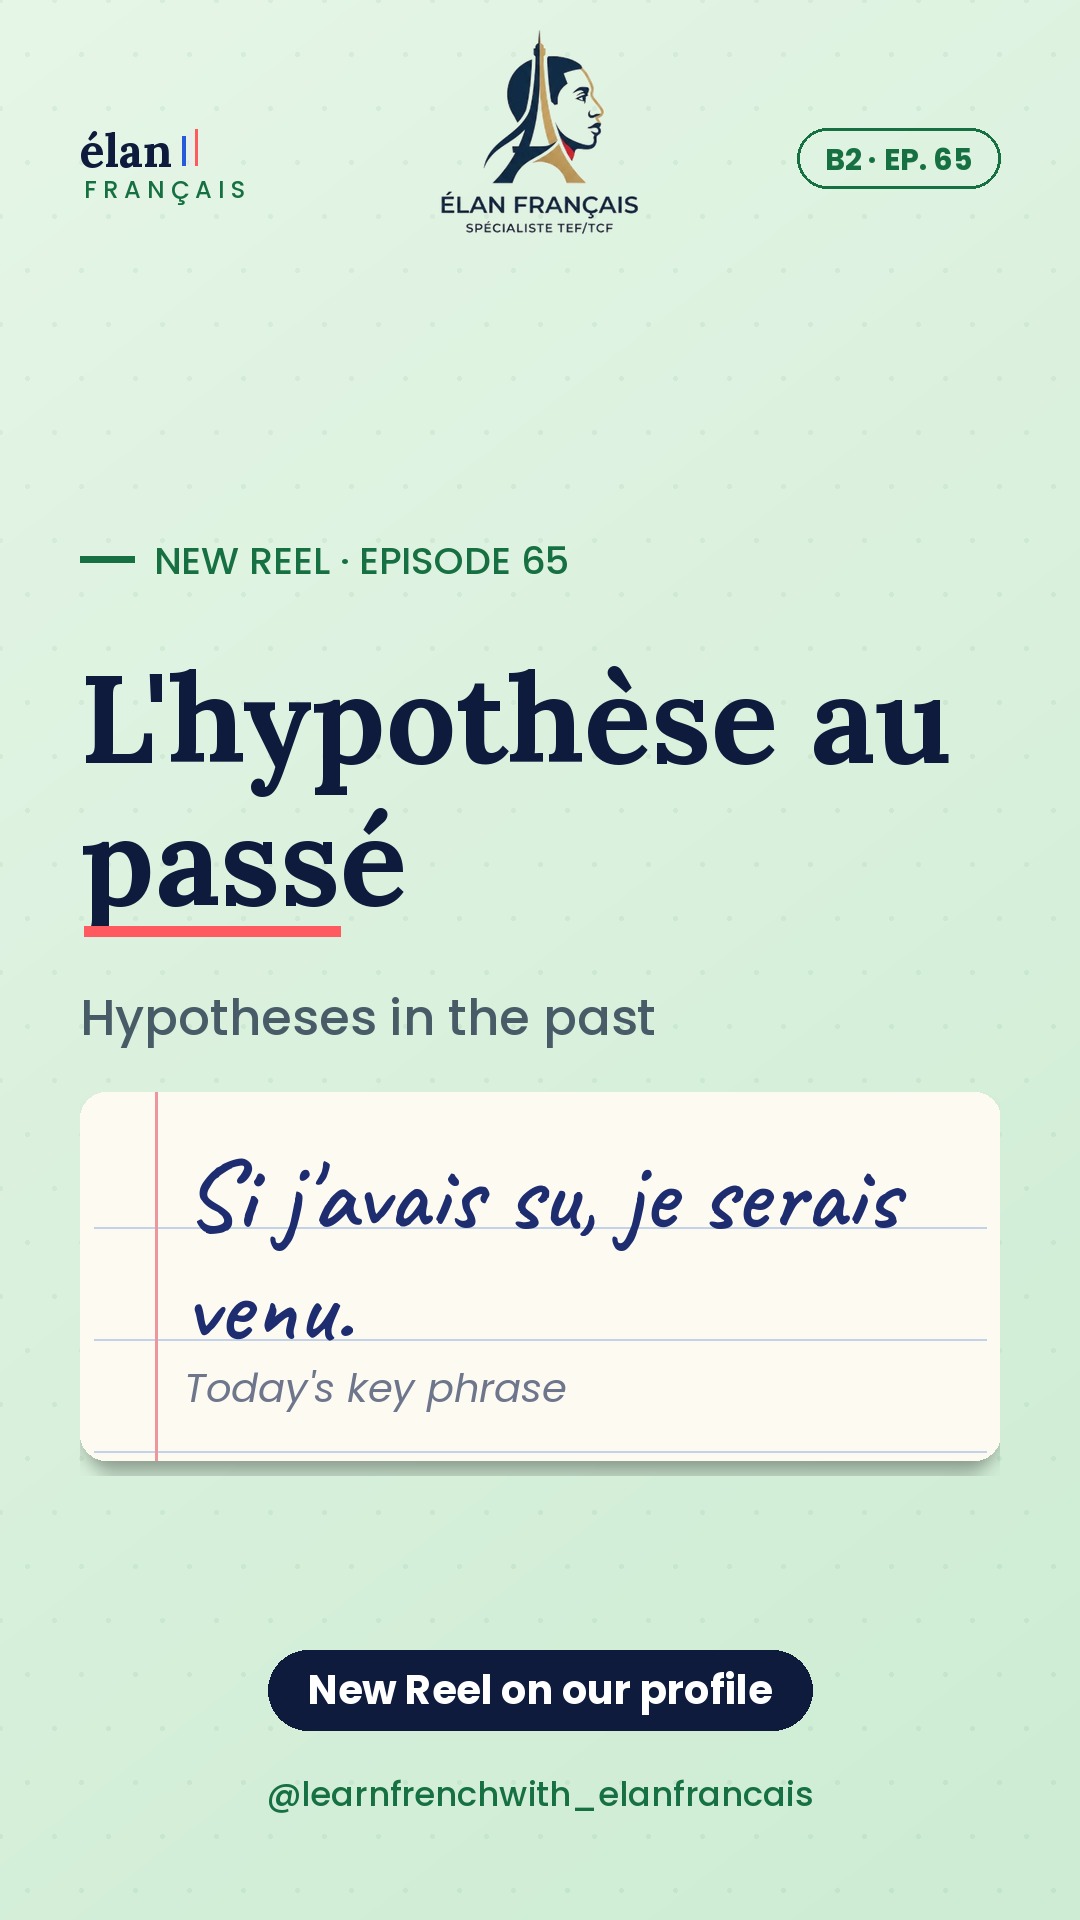 élan
FRANÇAIS
ÉLAN FRANÇAIS
SPÉCIALISTE TEF/TCF
B2 · EP. 65
NEW REEL · EPISODE 65
L'hypothèse au
passé
Hypotheses in the past
Si j'avais su, je serais
venu.
Today's key phrase
New Reel on our profile
@learnfrenchwith_elanfrancais